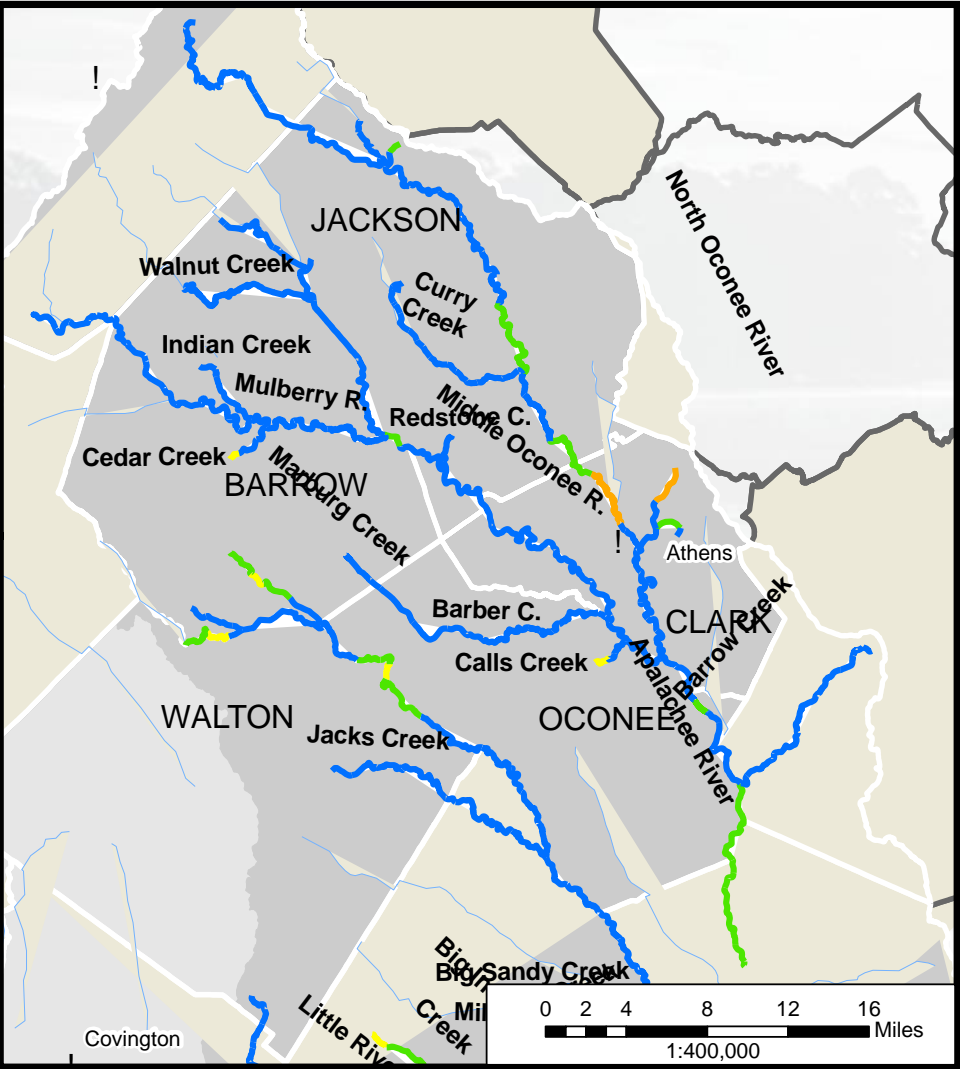 !
JACKSON
North Oconee River
Walnut Creek
Curry
Creek
Indian Creek
Mulberry R.
Redstone C.
Middle Oconee R.
Cedar Creek
BARROW
Marburg Creek
!
Athens
Barber C.
CLARK
Barrow Creek
Calls Creek
Apalachee River
WALTON
OCONEE
Jacks Creek
Big Sandy Creek
Creek
Little River
Covington
0 2 4 8 12 16
Miles
1:400,000